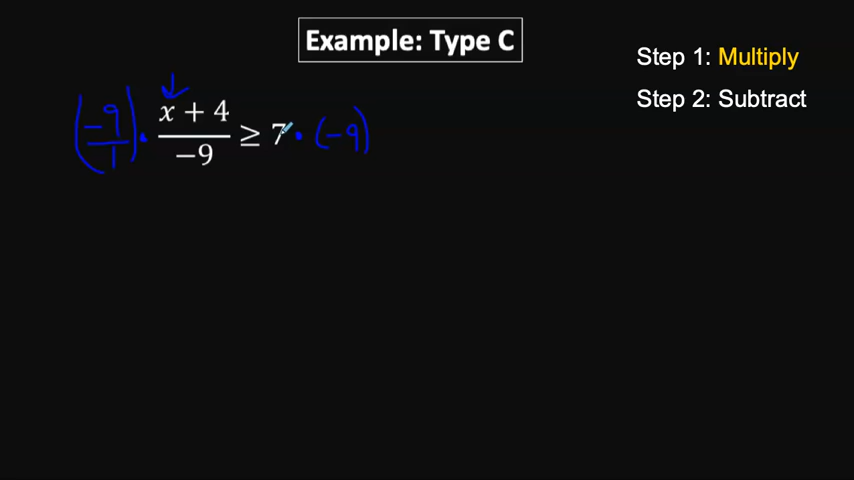 Example: Type C
Step 1: Multiply
Step 2: Subtract
(-9/1) · (x + 4)/(−9) ≥ 7 · (-9)